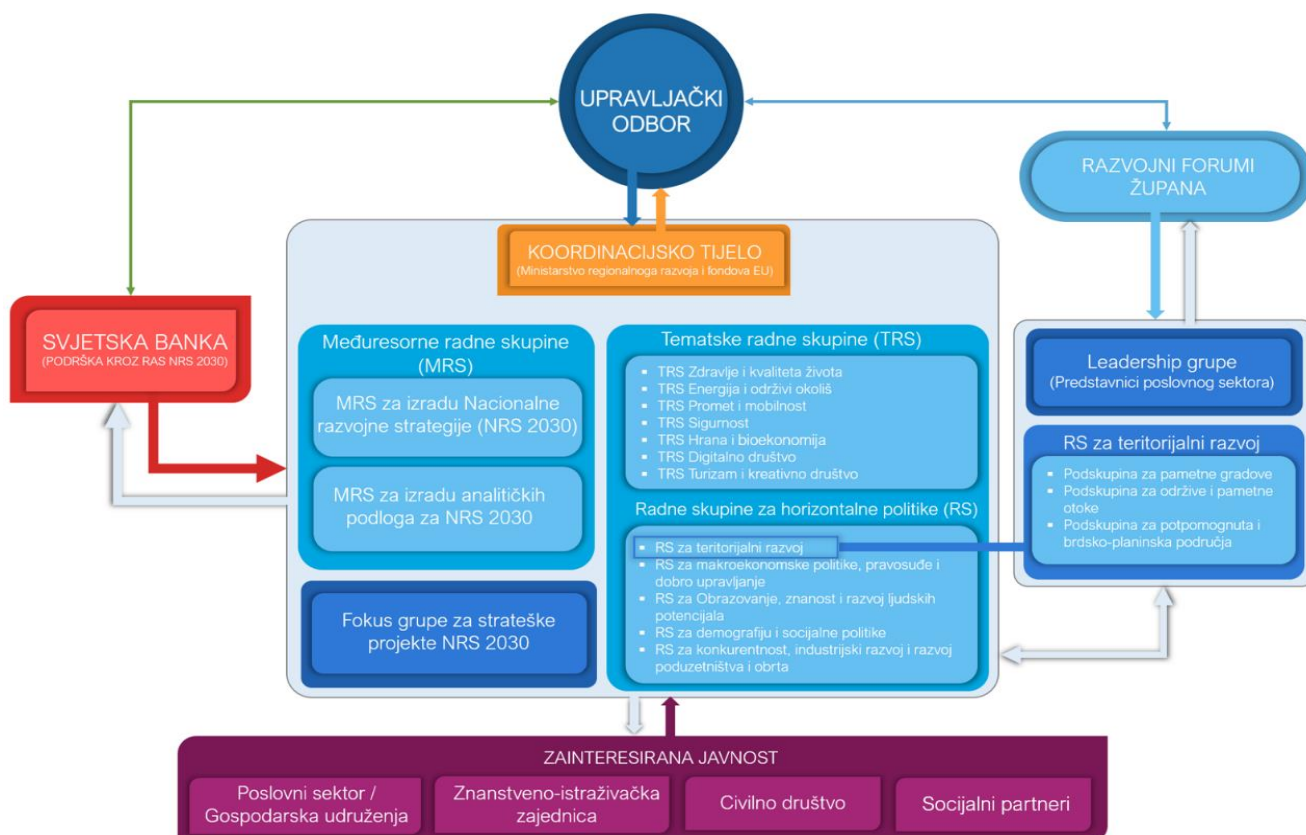 UPRAVLJAČKI
ODBOR
RAZVOJNI FORUMI
ŽUPANA
KOORDINACIJSKO TIJELO
(Ministarstvo regionalnoga razvoja i fondova EU)
SVJETSKA BANKA
(PODRŠKA KROZ RAS NRS 2030)
Međuresorne radne skupine
(MRS)
MRS za izradu Nacionalne
razvojne strategije (NRS 2030)
MRS za izradu analitičkih
podloga za NRS 2030
Fokus grupe za strateške
projekte NRS 2030
Tematske radne skupine (TRS)
▪ TRS Zdravlje i kvaliteta života
▪ TRS Energija i održivi okoliš
▪ TRS Promet i mobilnost
▪ TRS Sigurnost
▪ TRS Hrana i bioekonomija
▪ TRS Digitalno društvo
▪ TRS Turizam i kreativno društvo
Radne skupine za horizontalne politike (RS)
▪ RS za teritorijalni razvoj
▪ RS za makroekonomske politike, pravosuđe i
dobro upravljanje
▪ RS za Obrazovanje, znanost i razvoj ljudskih
potencijala
▪ RS za demografiju i socijalne politike
▪ RS za konkurentnost, industrijski razvoj i razvoj
poduzetništva i obrta
Leadership grupe
(Predstavnici poslovnog sektora)
RS za teritorijalni razvoj
▪ Podskupina za pametne gradove
▪ Podskupina za održive i pametne
otoke
▪ Podskupina za potpomognuta i
brdsko-planinska područja
ZAINTERESIRANA JAVNOST
Poslovni sektor /
Gospodarska udruženja
Znanstveno-istraživačka
zajednica
Civilno društvo
Socijalni partneri